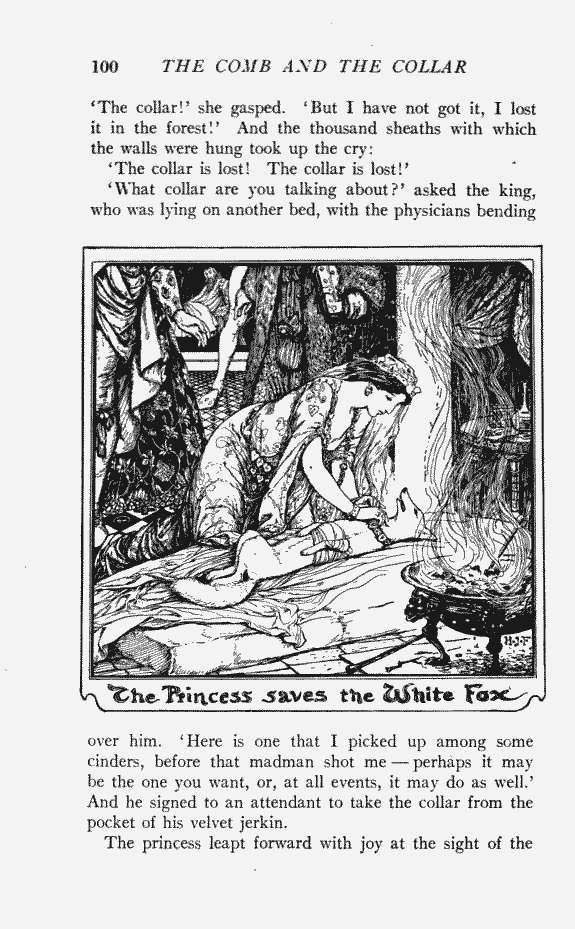 100 THE COMB AND THE COLLAR
‘The collar!’ she gasped. ‘But I have not got it, I lost
it in the forest!’ And the thousand sheaths with which
the walls were hung took up the cry:
‘The collar is lost! The collar is lost!’
‘What collar are you talking about?’ asked the king,
who was lying on another bed, with the physicians bending
H·J·F
The Princess saves the White Fox
over him. ‘Here is one that I picked up among some
cinders, before that madman shot me — perhaps it may
be the one you want, or, at all events, it may do as well.’
And he signed to an attendant to take the collar from the
pocket of his velvet jerkin.
The princess leapt forward with joy at the sight of the